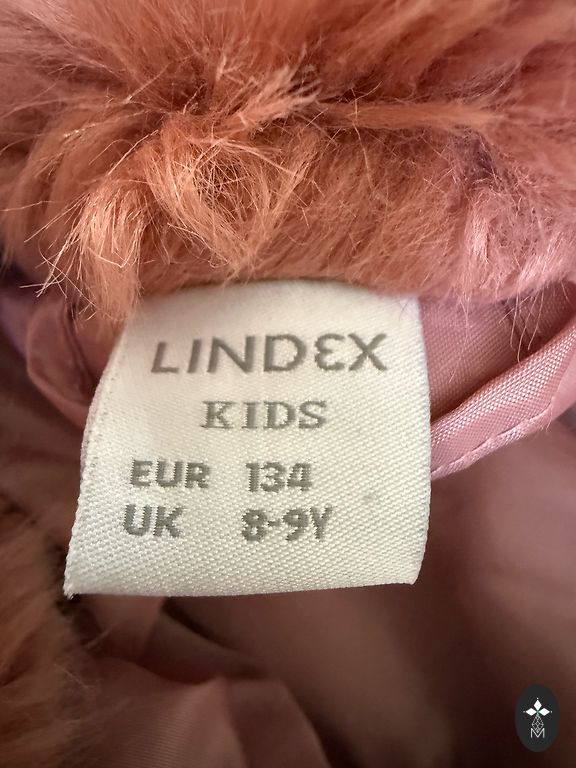 LINDEX
KIDS
EUR 134
UK 8-9Y
M